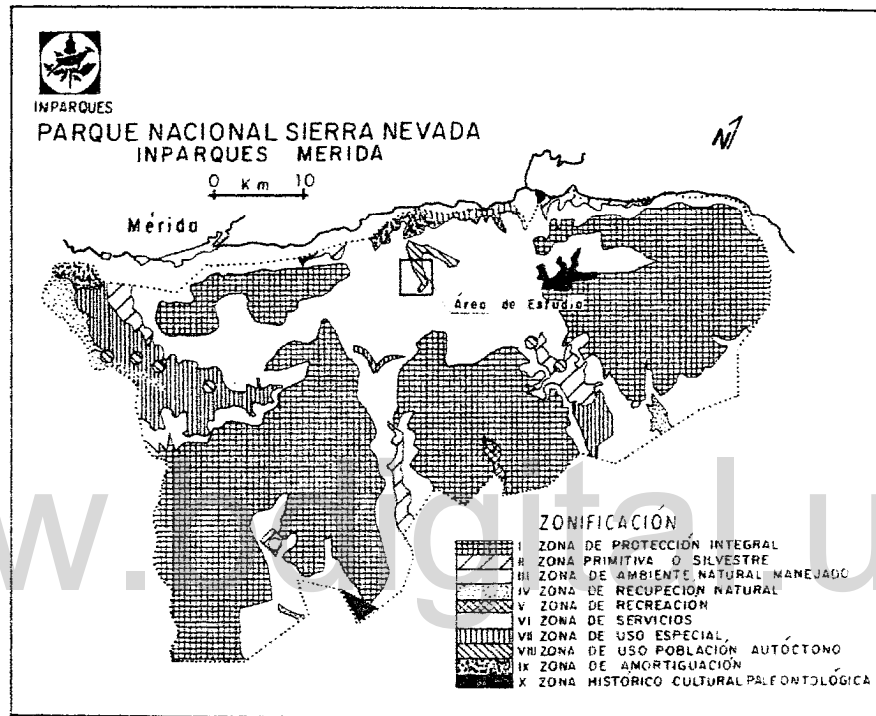 INPARQUES
PARQUE NACIONAL SIERRA NEVADA
INPARQUES MERIDA
N
0 Km 10
Mérida
Área de Estudio
w.bdigital.u
ZONIFICACIÓN
I ZONA DE PROTECCIÓN INTEGRAL
II ZONA PRIMITIVA O SILVESTRE
III ZONA DE AMBIENTE NATURAL MANEJADO
IV ZONA DE RECUPECION NATURAL
V ZONA DE RECREACION
VI ZONA DE SERVICIOS
VII ZONA DE USO ESPECIAL
VIII ZONA DE USO POBLACIÓN AUTÓCTONO
IX ZONA DE AMORTIGUACIÓN
X ZONA HISTÓRICO CULTURAL PALEONTOLÓGICA